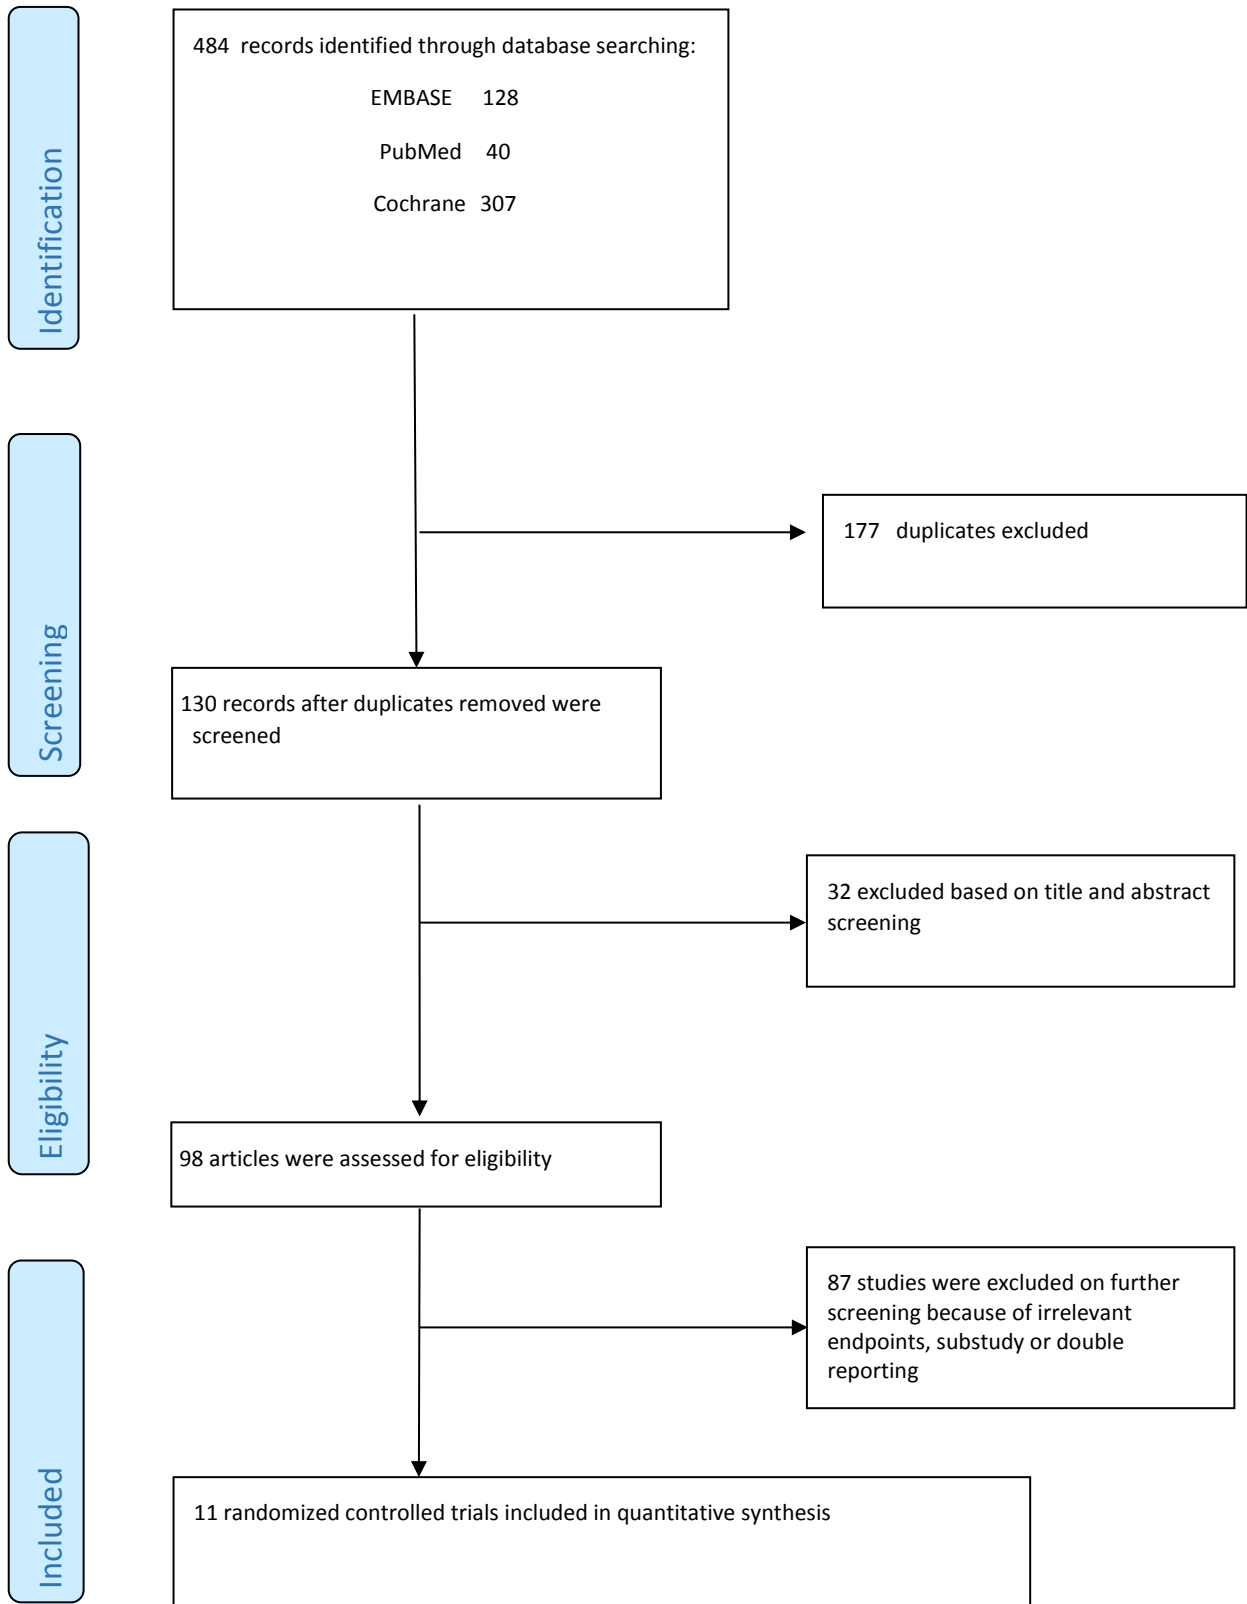 Identification
484 records identified through database searching:
EMBASE 128
PubMed 40
Cochrane 307
Screening
177 duplicates excluded
130 records after duplicates removed were
screened
Eligibility
32 excluded based on title and abstract
screening
98 articles were assessed for eligibility
Included
87 studies were excluded on further
screening because of irrelevant
endpoints, substudy or double
reporting
11 randomized controlled trials included in quantitative synthesis